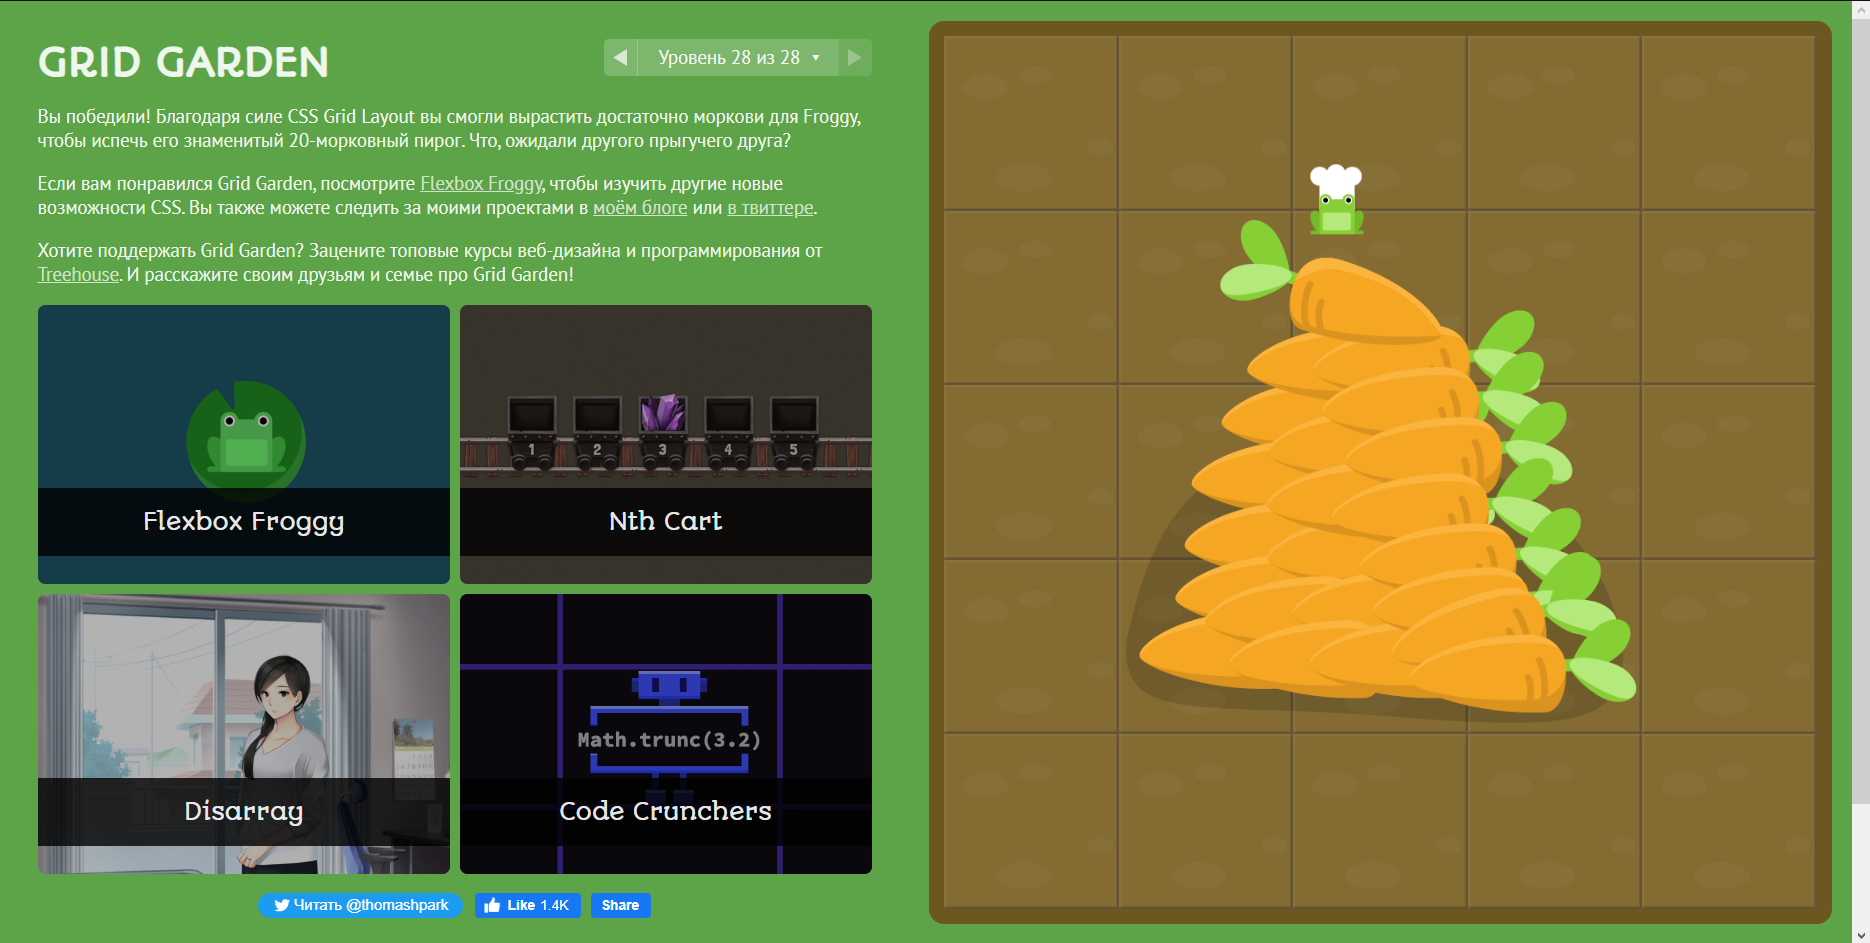 GRID GARDEN
Уровень 28 из 28
Вы победили! Благодаря силе CSS Grid Layout вы смогли вырастить достаточно моркови для Froggy,
чтобы испечь его знаменитый 20-морковный пирог. Что, ожидали другого прыгучего друга?
Если вам понравился Grid Garden, посмотрите Flexbox Froggy, чтобы изучить другие новые
возможности CSS. Вы также можете следить за моими проектами в моём блоге или в твиттере.
Хотите поддержать Grid Garden? Зацените топовые курсы веб-дизайна и программирования от
Treehouse. И расскажите своим друзьям и семье про Grid Garden!
Flexbox Froggy
1 2 3 4 5
Nth Cart
Disarray
Math.trunc(3.2)
Code Crunchers
Читать @thomashpark
Like 1.4K
Share